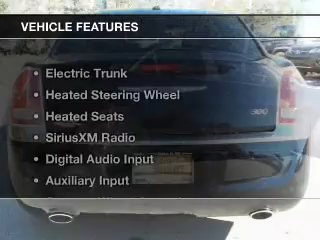 VEHICLE FEATURES
• Electric Trunk
• Heated Steering Wheel
• Heated Seats
300
• SiriusXM Radio
• Digital Audio Input
• Auxiliary Input